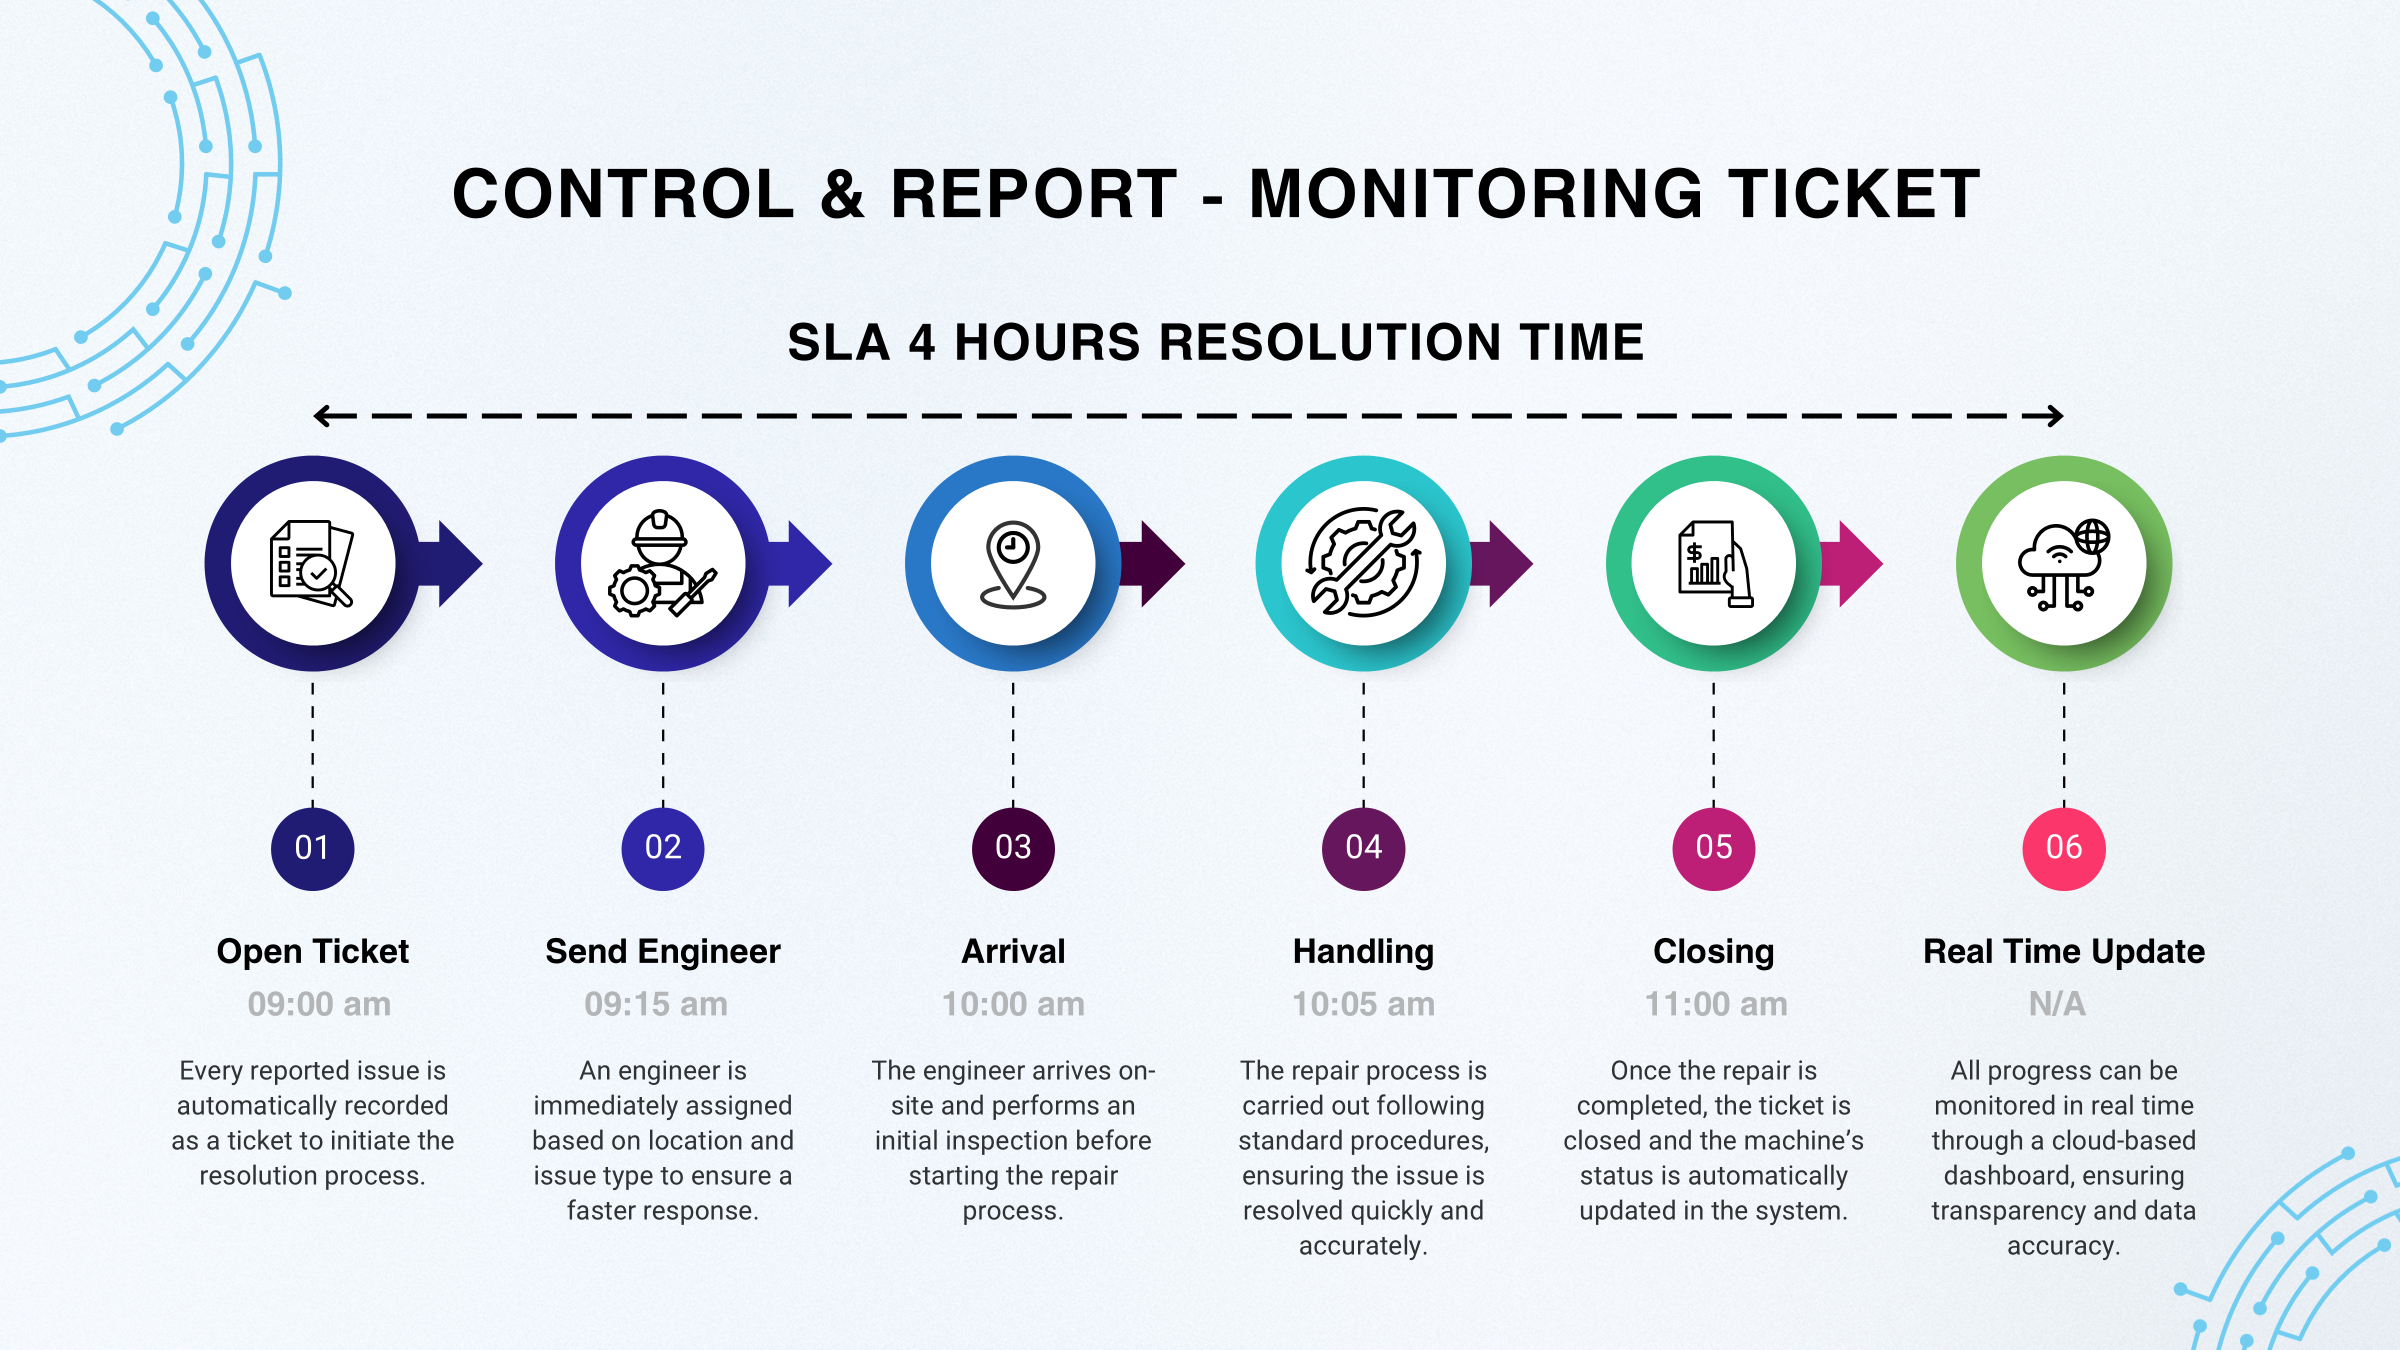 CONTROL & REPORT - MONITORING TICKET
SLA 4 HOURS RESOLUTION TIME
$
01
Open Ticket
09:00 am
Every reported issue is
automatically recorded
as a ticket to initiate the
resolution process.
02
Send Engineer
09:15 am
An engineer is
immediately assigned
based on location and
issue type to ensure a
faster response.
03
Arrival
10:00 am
The engineer arrives on-
site and performs an
initial inspection before
starting the repair
process.
04
Handling
10:05 am
The repair process is
carried out following
standard procedures,
ensuring the issue is
resolved quickly and
accurately.
05
Closing
11:00 am
Once the repair is
completed, the ticket is
closed and the machine’s
status is automatically
updated in the system.
06
Real Time Update
N/A
All progress can be
monitored in real time
through a cloud-based
dashboard, ensuring
transparency and data
accuracy.